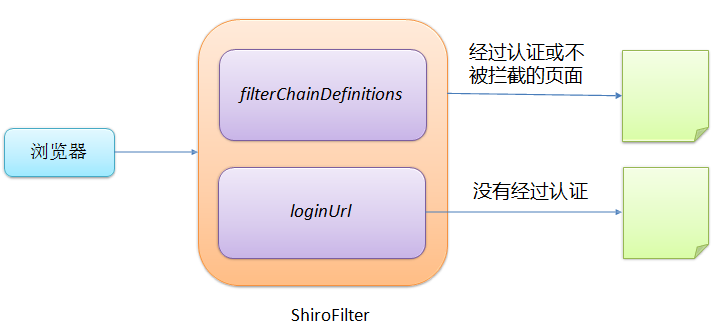 经过认证或不
被拦截的页面
filterChainDefinitions
浏览器
没有经过认证
loginUrl
ShiroFilter